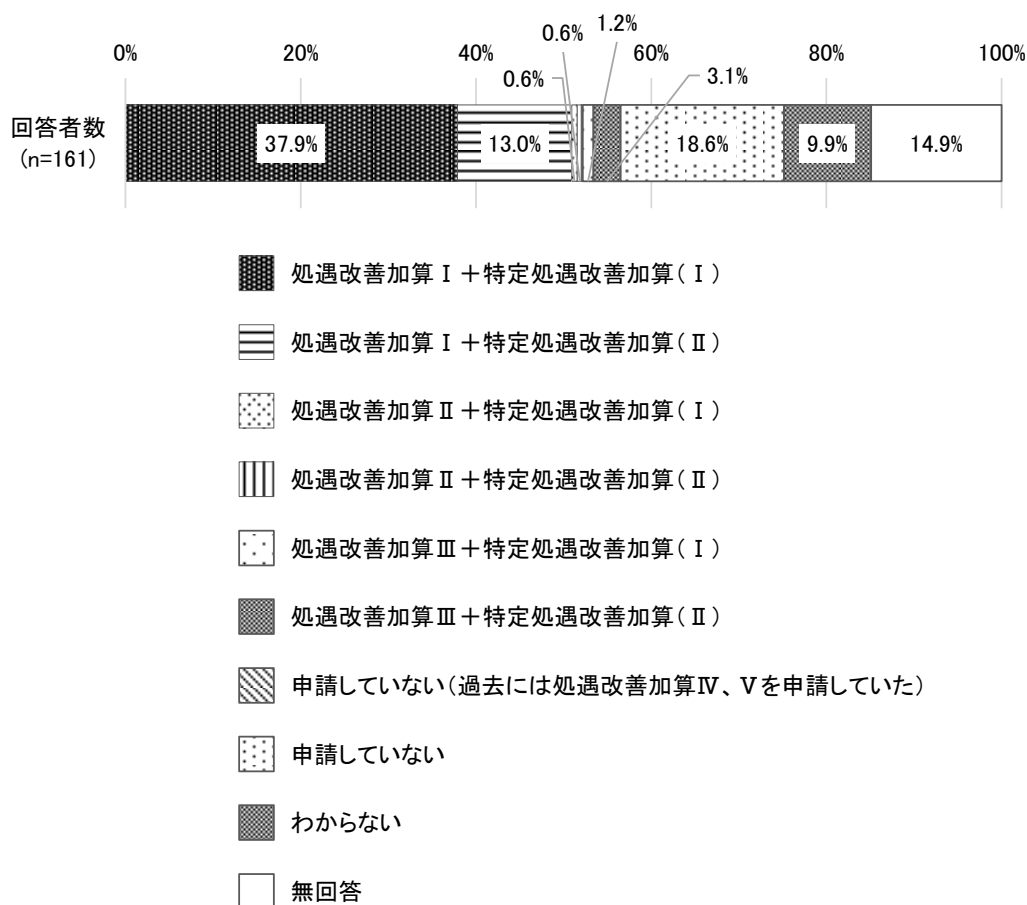 0.6%
1.2%
0% 20% 40% 60% 80% 100%
0.6%
3.1%
回答者数
(n=161)
37.9% 13.0% 18.6% 9.9% 14.9%
処遇改善加算Ⅰ+特定処遇改善加算(Ⅰ)
処遇改善加算Ⅰ+特定処遇改善加算(Ⅱ)
処遇改善加算Ⅱ+特定処遇改善加算(Ⅰ)
処遇改善加算Ⅱ+特定処遇改善加算(Ⅱ)
処遇改善加算Ⅲ+特定処遇改善加算(Ⅰ)
処遇改善加算Ⅲ+特定処遇改善加算(Ⅱ)
申請していない(過去には処遇改善加算Ⅳ、Ⅴを申請していた)
申請していない
わからない
無回答